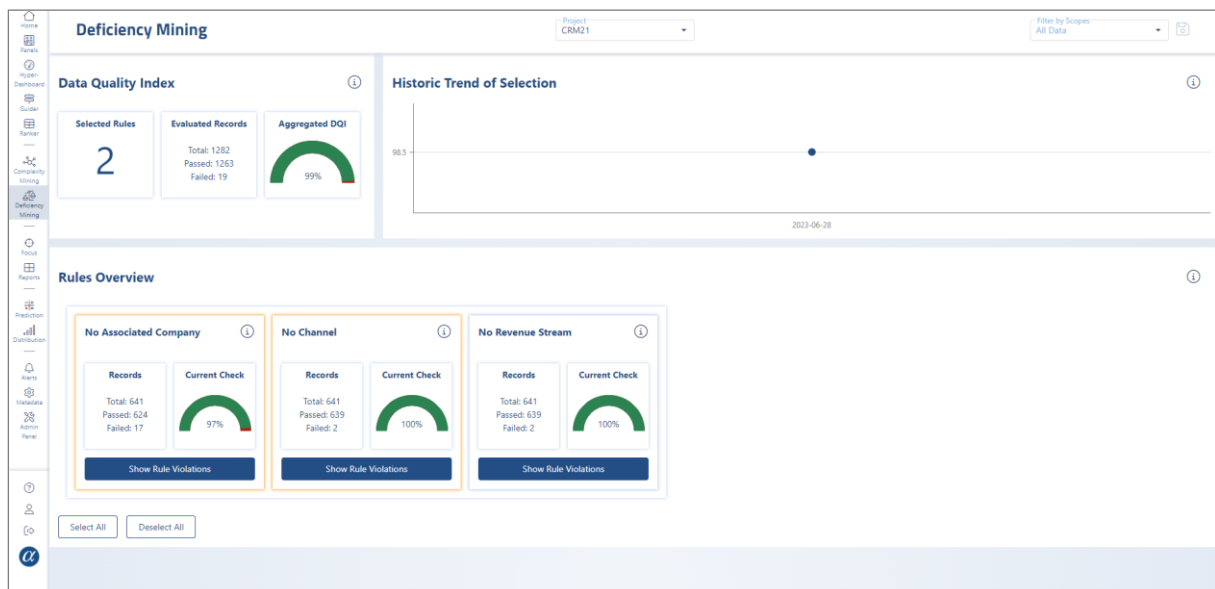 Home
Panels
Hyper-
Dashboard
Guider
Ranker
Complexity
Mining
Deficiency
Mining
Focus
Reports
Prediction
Distribution
Alerts
Metadata
Admin
Panel
α
Deficiency Mining
Project
CRM21
Filter by Scopes
All Data
Data Quality Index
Selected Rules
2
Evaluated Records
Total: 1282
Passed: 1263
Failed: 19
Aggregated DQI
99%
Historic Trend of Selection
98.5
2023-06-28
Rules Overview
No Associated Company
Records
Total: 641
Passed: 624
Failed: 17
Current Check
97%
Show Rule Violations
No Channel
Records
Total: 641
Passed: 639
Failed: 2
Current Check
100%
Show Rule Violations
No Revenue Stream
Records
Total: 641
Passed: 639
Failed: 2
Current Check
100%
Show Rule Violations
Select All
Deselect All